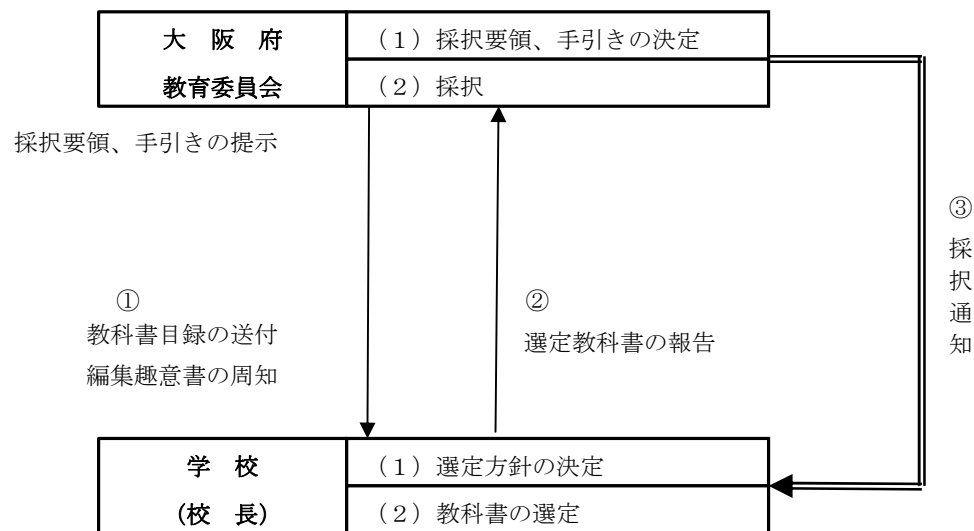 大　阪　府
教育委員会
（１）採択要領、手引きの決定
（２）採択
採択要領、手引きの提示
①
教科書目録の送付
編集趣意書の周知
②
選定教科書の報告
③
採択通知
学　校
（校　長）
（１）選定方針の決定
（２）教科書の選定